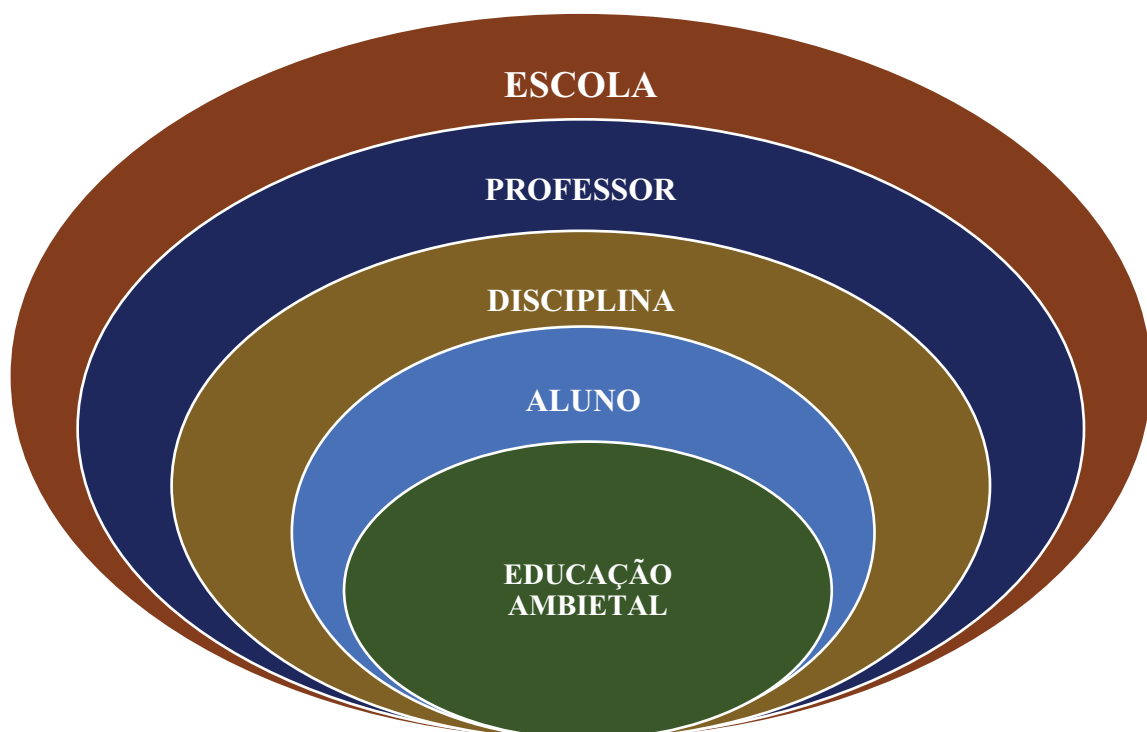 ESCOLA
PROFESSOR
DISCIPLINA
ALUNO
EDUCAÇÃO
AMBIETAL